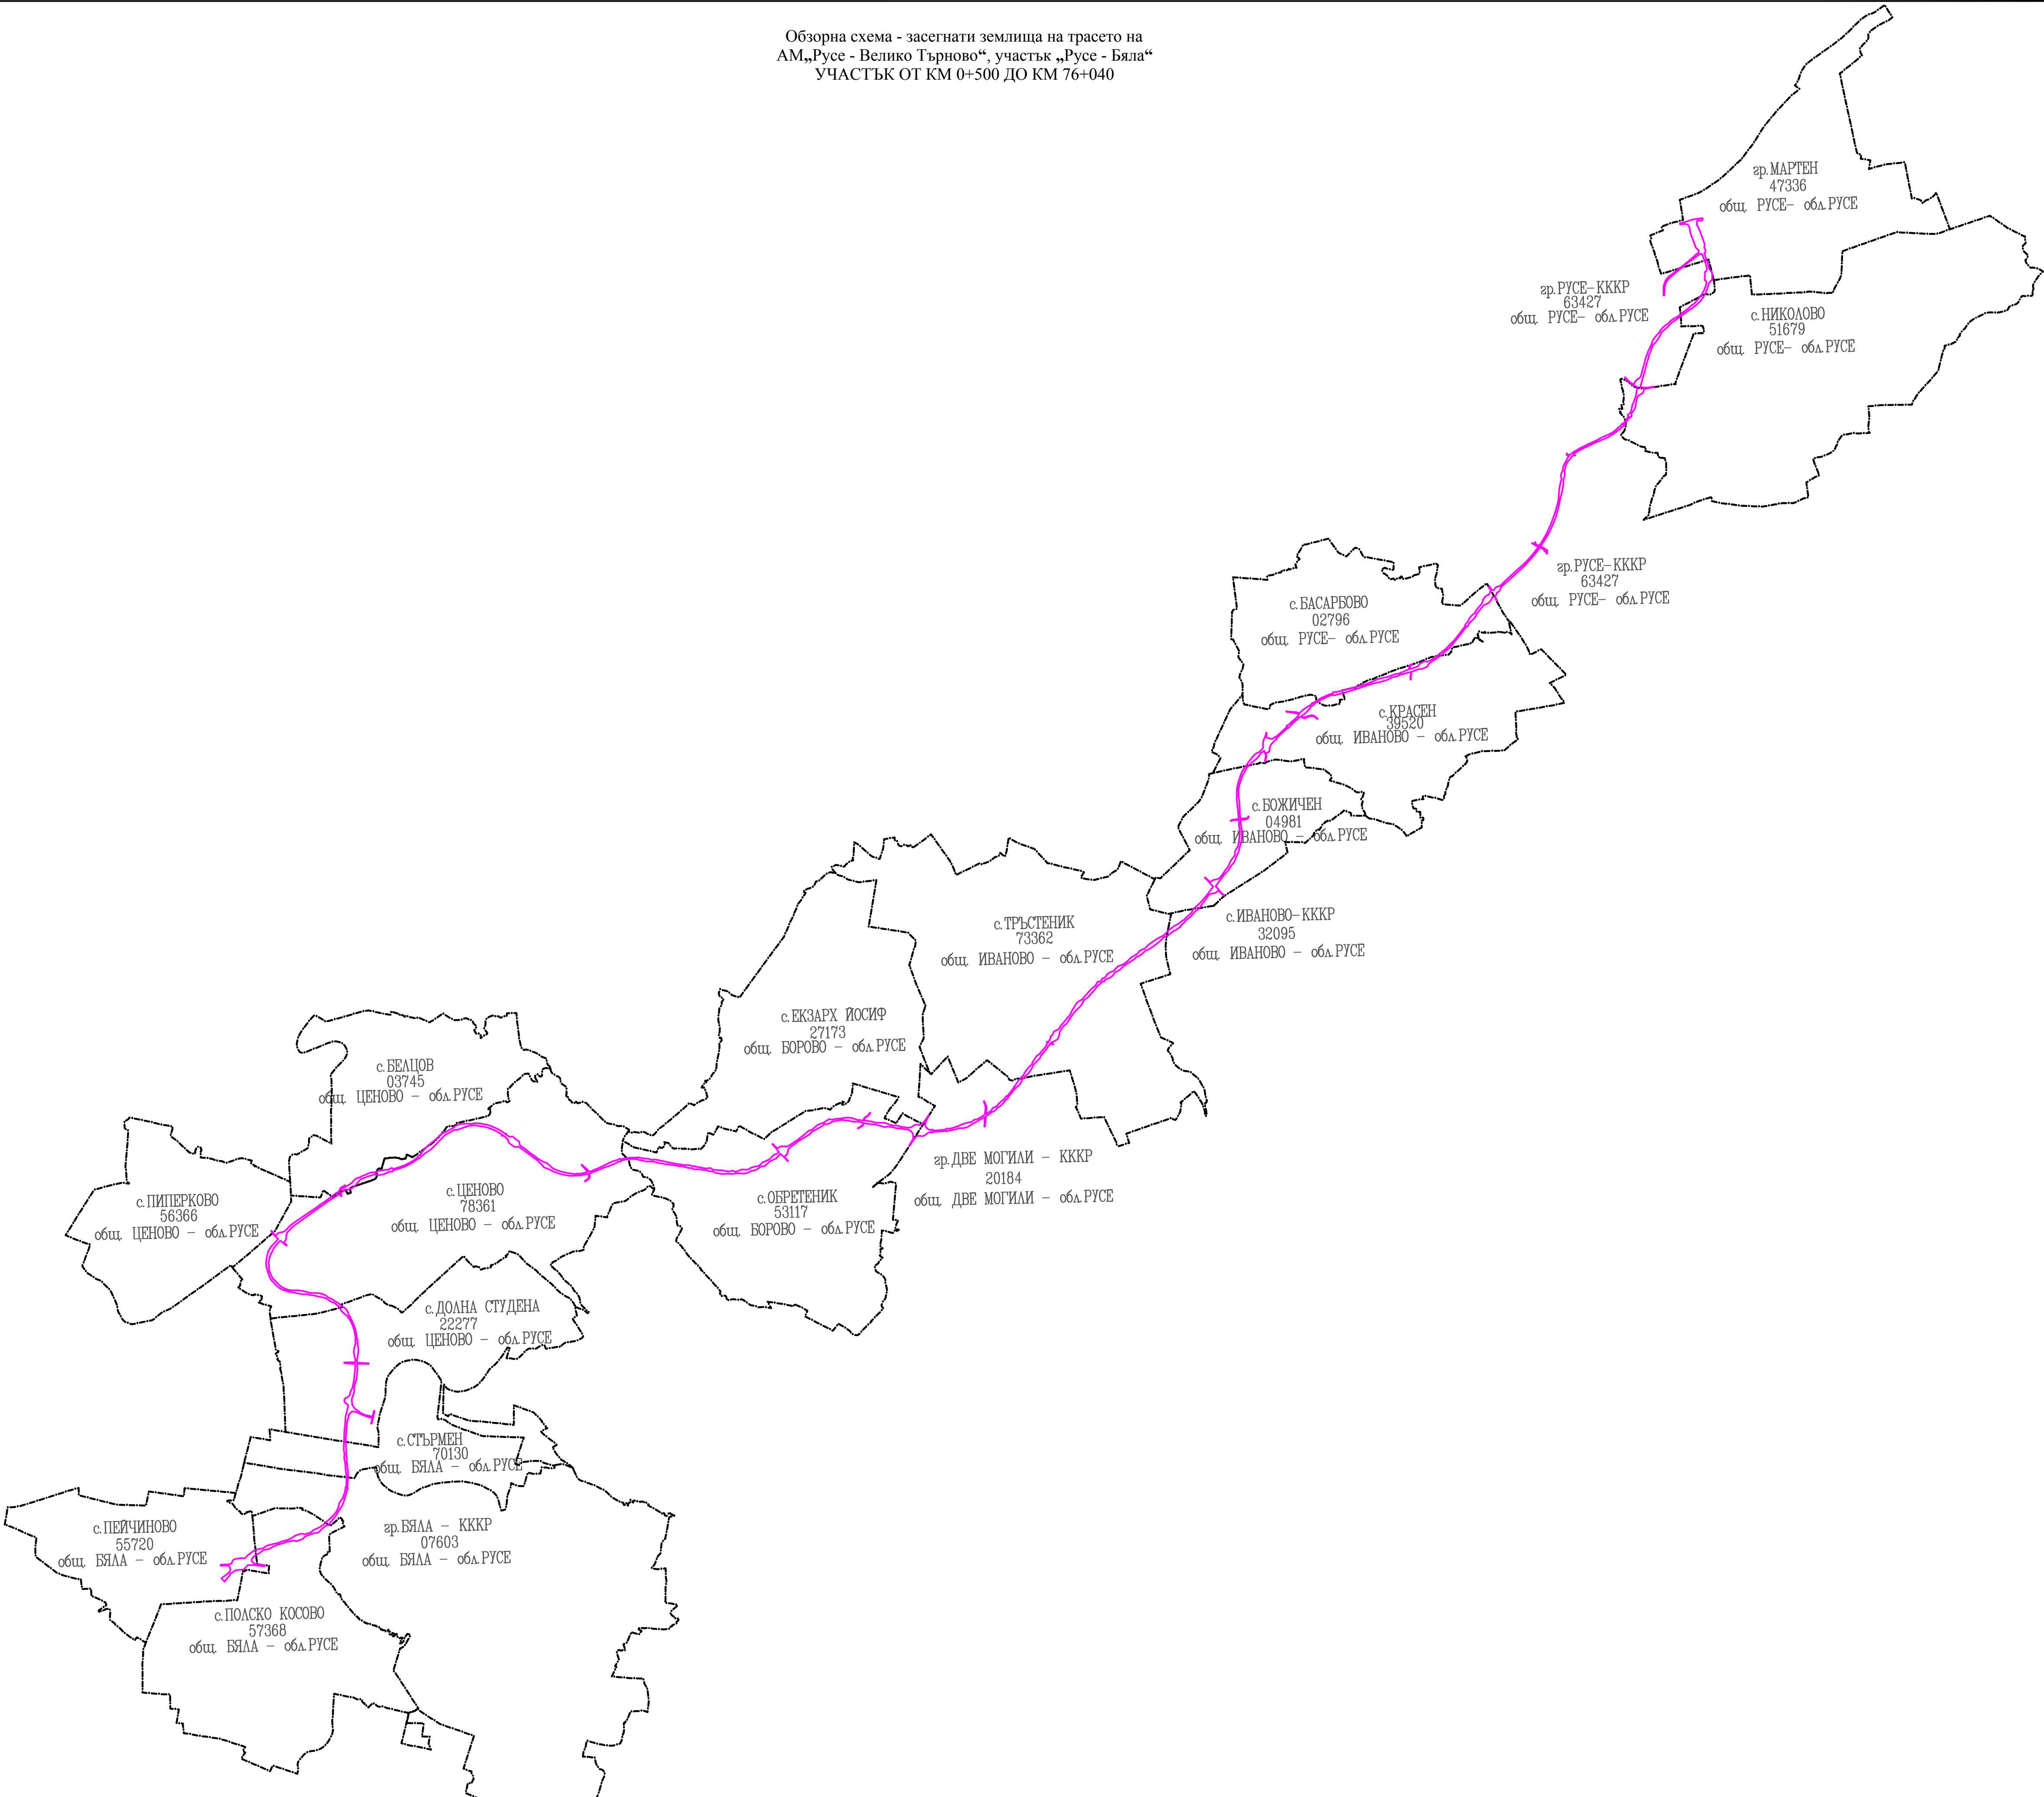 Обзорна схема - засегнати землища на трасето на
АМ„Русе - Велико Търново“, участък „Русе - Бяла“
УЧАСТЪК ОТ КМ 0+500 ДО КМ 76+040
гр.МАРТЕН
47336
общ. РУСЕ- обл.РУСЕ
гр.РУСЕ-КККР
63427
общ. РУСЕ- обл.РУСЕ
с.НИКОЛОВО
51679
общ. РУСЕ- обл.РУСЕ
гр.РУСЕ-КККР
63427
общ. РУСЕ- обл.РУСЕ
с.БАСАРБОВО
02796
общ. РУСЕ- обл.РУСЕ
с.КРАСЕН
39520
общ. ИВАНОВО - обл.РУСЕ
с.БОЖИЧЕН
04981
общ. ИВАНОВО - обл.РУСЕ
с.ИВАНОВО-КККР
32095
общ. ИВАНОВО - обл.РУСЕ
с.ТРЪСТЕНИК
73362
общ. ИВАНОВО - обл.РУСЕ
с.ЕКЗАРХ ЙОСИФ
27173
общ. БОРОВО - обл.РУСЕ
с.БЕЛЦОВ
03745
общ. ЦЕНОВО - обл.РУСЕ
гр.ДВЕ МОГИЛИ - КККР
20184
общ. ДВЕ МОГИЛИ - обл.РУСЕ
с.ОБРЕТЕНИК
53117
общ. БОРОВО - обл.РУСЕ
с.ЦЕНОВО
78361
общ. ЦЕНОВО - обл.РУСЕ
с.ПИПЕРКОВО
56366
общ. ЦЕНОВО - обл.РУСЕ
с.ДОЛНА СТУДЕНА
22277
общ. ЦЕНОВО - обл.РУСЕ
с.СТЪРМЕН
70130
общ. БЯЛА - обл.РУСЕ
гр.БЯЛА - КККР
07603
общ. БЯЛА - обл.РУСЕ
с.ПЕЙЧИНОВО
55720
общ. БЯЛА - обл.РУСЕ
с.ПОЛСКО КОСОВО
57368
общ. БЯЛА - обл.РУСЕ